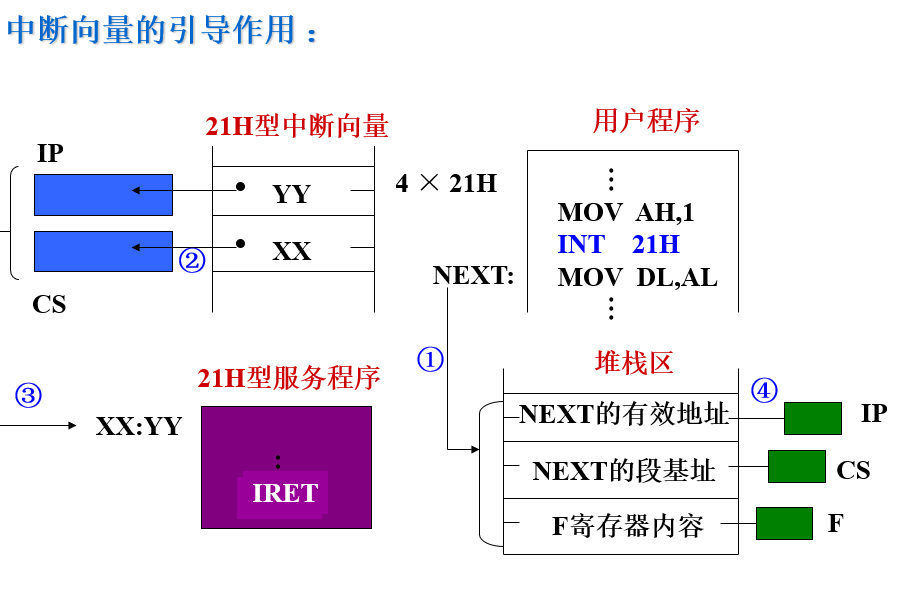 中断向量的引导作用：
21H型中断向量
用户程序
IP
YY
4 × 21H
⋮
MOV AH,1
INT 21H
XX
②
NEXT:
MOV DL,AL
⋮
CS
①
堆栈区
21H型服务程序
③
④
XX:YY
NEXT的有效地址
IP
⋮
NEXT的段基址
CS
IRET
F寄存器内容
F